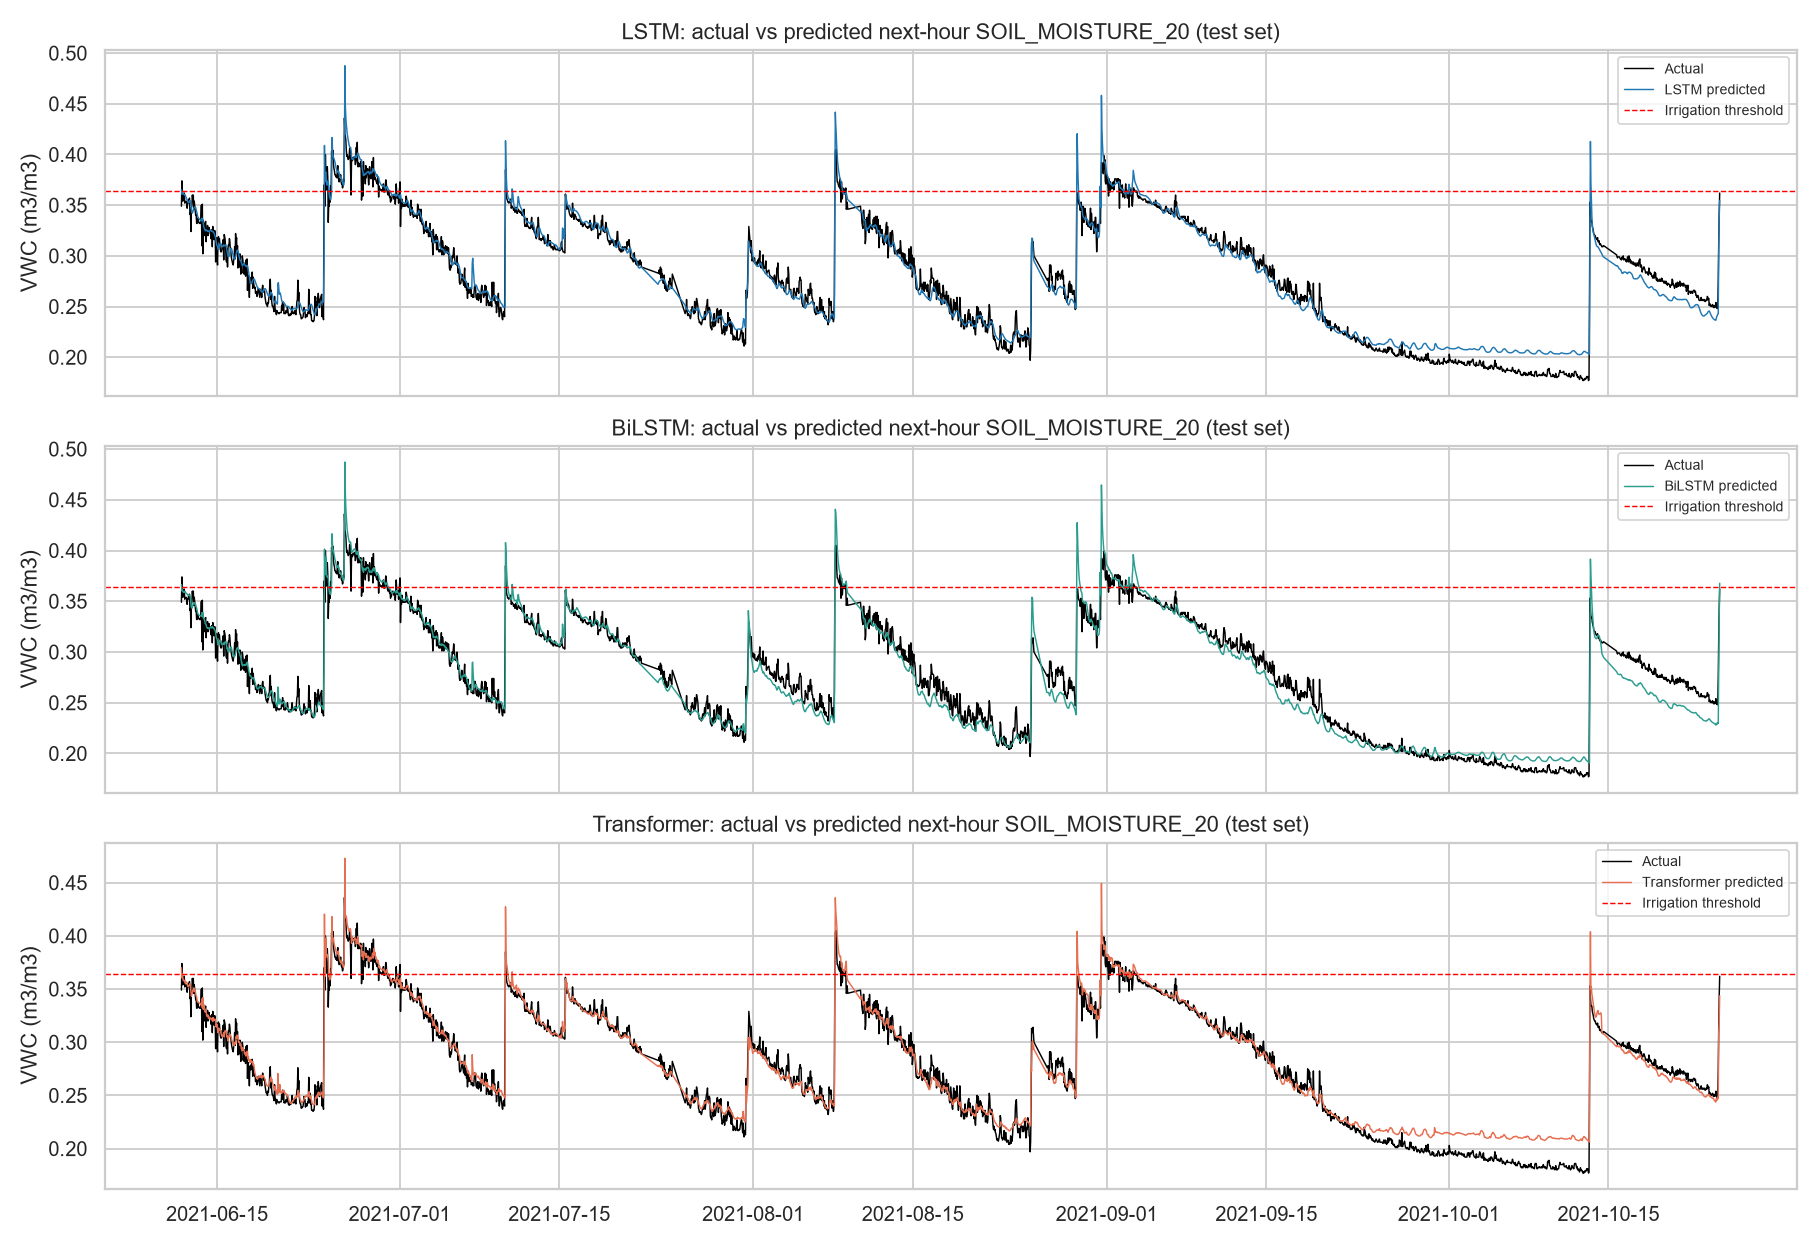 LSTM: actual vs predicted next-hour SOIL_MOISTURE_20 (test set)
0.50
0.45
0.40
0.35
0.30
0.25
0.20
VWC (m3/m3)
Actual
LSTM predicted
Irrigation threshold
BiLSTM: actual vs predicted next-hour SOIL_MOISTURE_20 (test set)
0.50
0.45
0.40
0.35
0.30
0.25
0.20
VWC (m3/m3)
Actual
BiLSTM predicted
Irrigation threshold
Transformer: actual vs predicted next-hour SOIL_MOISTURE_20 (test set)
0.45
0.40
0.35
0.30
0.25
0.20
VWC (m3/m3)
Actual
Transformer predicted
Irrigation threshold
2021-06-15 2021-07-01 2021-07-15 2021-08-01 2021-08-15 2021-09-01 2021-09-15 2021-10-01 2021-10-15